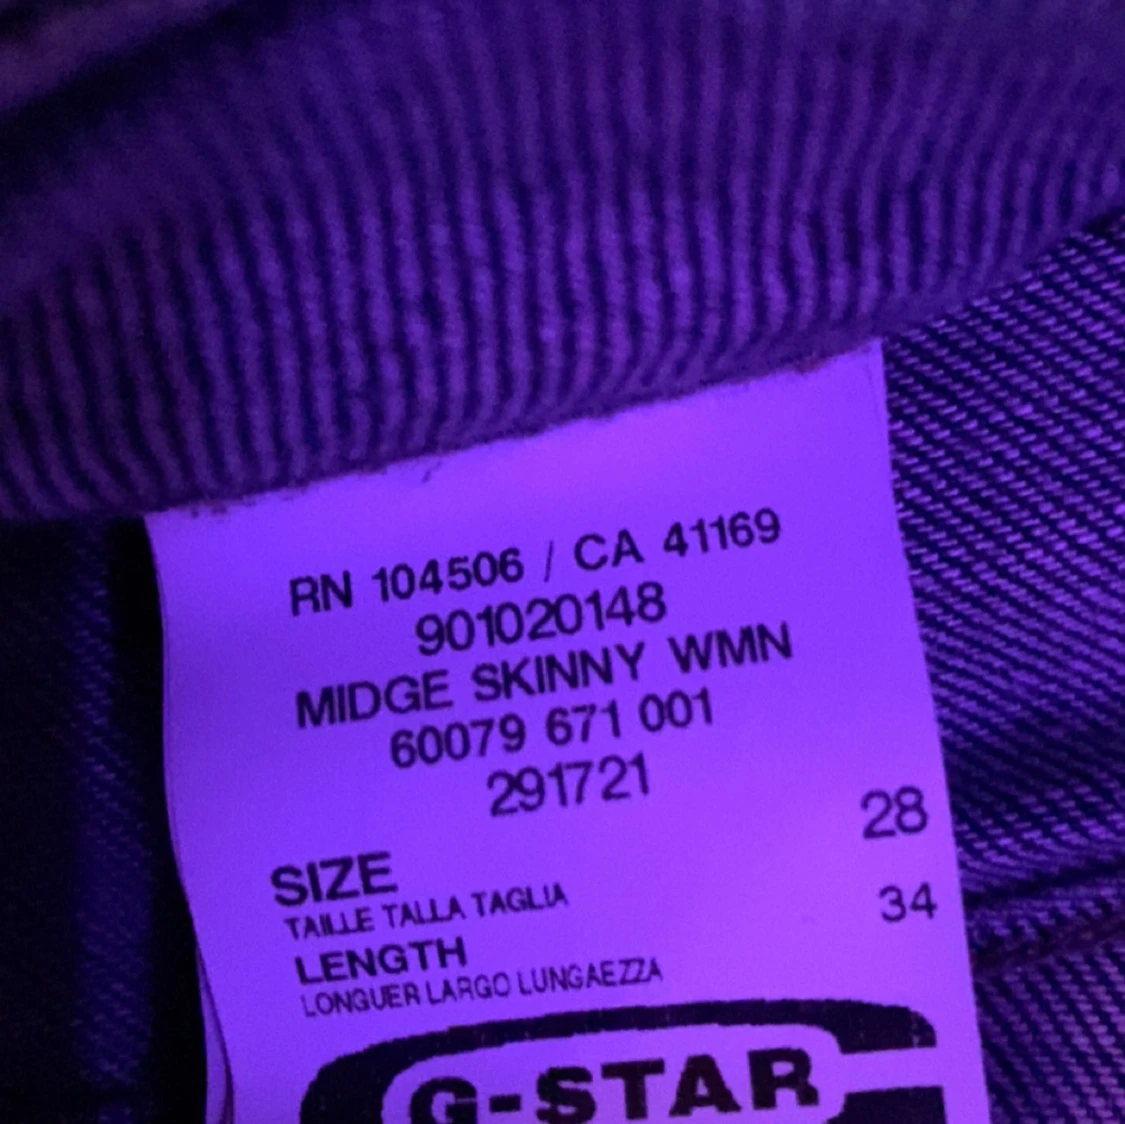 RN 104506 / CA 41169
901020148
MIDGE SKINNY WMN
60079 671 001
291721
SIZE 28
TAILLE TALLA TAGLIA
LENGTH 34
LONGUER LARGO LUNGAEZZA
G-STAR